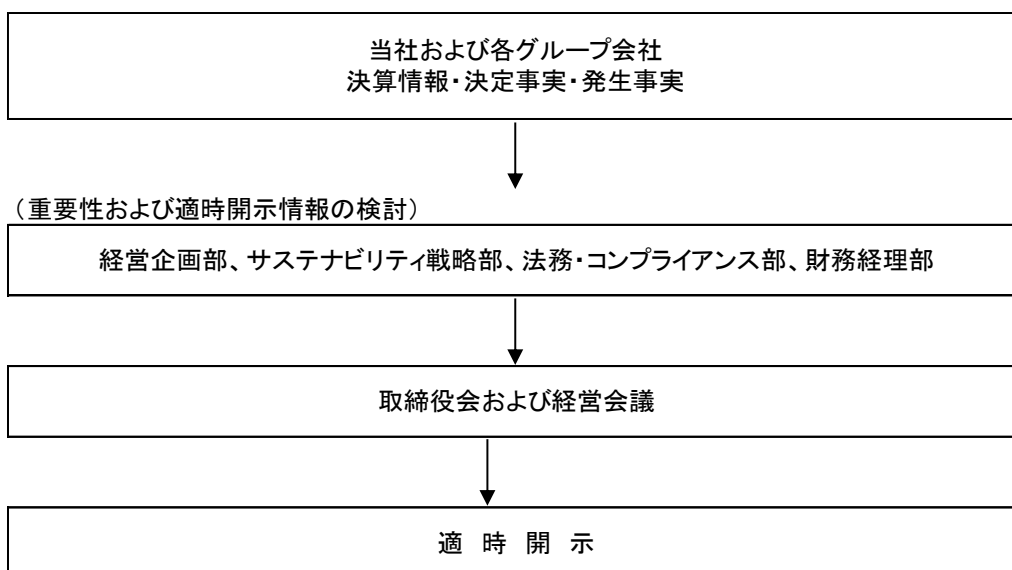 当社および各グループ会社
決算情報・決定事実・発生事実
（重要性および適時開示情報の検討）
経営企画部、サステナビリティ戦略部、法務・コンプライアンス部、財務経理部
取締役会および経営会議
適 時 開 示